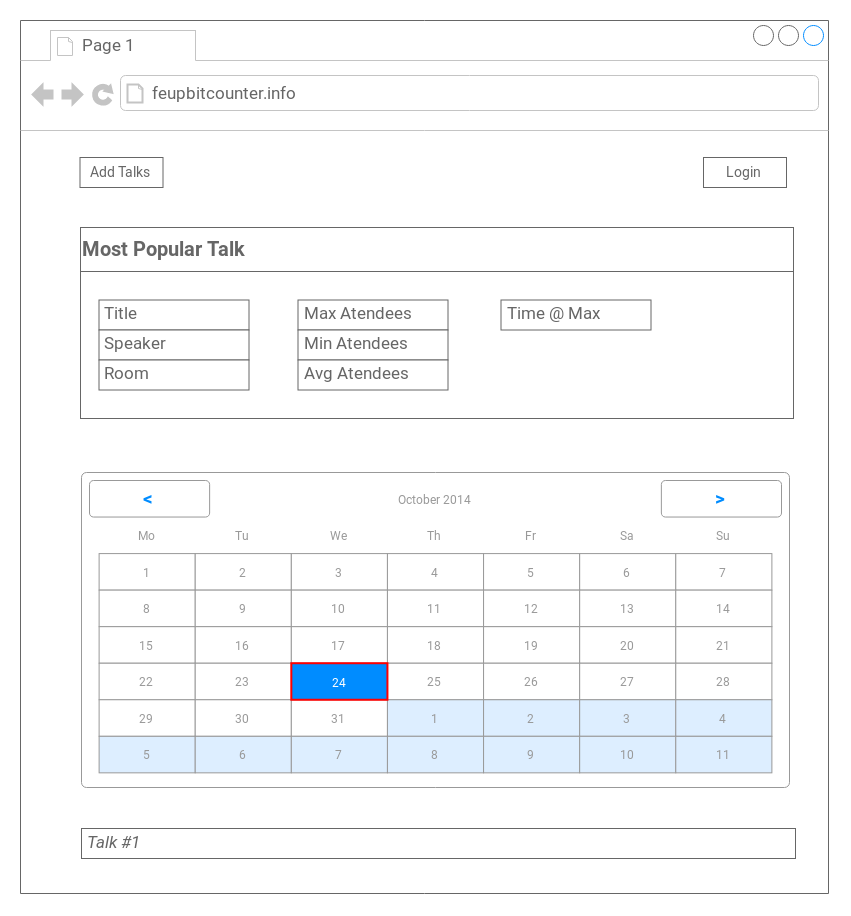 Page 1
feupbitcounter.info
Add Talks Login
Most Popular Talk
Title Max Atendees Time @ Max
Speaker Min Atendees
Room Avg Atendees
< October 2014 >
Mo Tu We Th Fr Sa Su
1 2 3 4 5 6 7
8 9 10 11 12 13 14
15 16 17 18 19 20 21
22 23 24 25 26 27 28
29 30 31 1 2 3 4
5 6 7 8 9 10 11
Talk #1